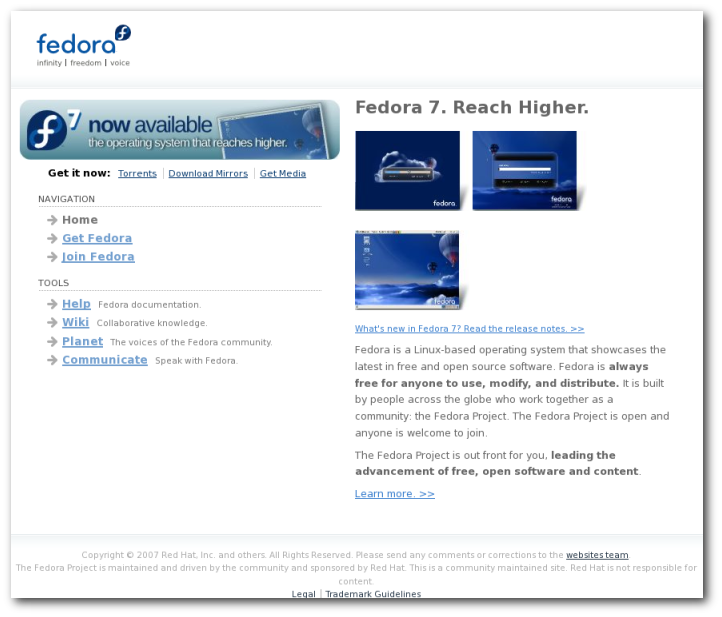 fedora
infinity | freedom | voice
7 now available
the operating system that reaches higher.
Get it now: Torrents | Download Mirrors | Get Media
NAVIGATION
Home
Get Fedora
Join Fedora
TOOLS
Help Fedora documentation.
Wiki Collaborative knowledge.
Planet The voices of the Fedora community.
Communicate Speak with Fedora.
Fedora 7. Reach Higher.
fedora
fedora
fedora
What's new in Fedora 7? Read the release notes. >>
Fedora is a Linux-based operating system that showcases the
latest in free and open source software. Fedora is always
free for anyone to use, modify, and distribute. It is built
by people across the globe who work together as a
community: the Fedora Project. The Fedora Project is open and
anyone is welcome to join.
The Fedora Project is out front for you, leading the
advancement of free, open software and content.
Learn more. >>
Copyright © 2007 Red Hat, Inc. and others. All Rights Reserved. Please send any comments or corrections to the websites team
The Fedora Project is maintained and driven by the community and sponsored by Red Hat. This is a community maintained site. Red Hat is not responsible for
content.
Legal | Trademark Guidelines